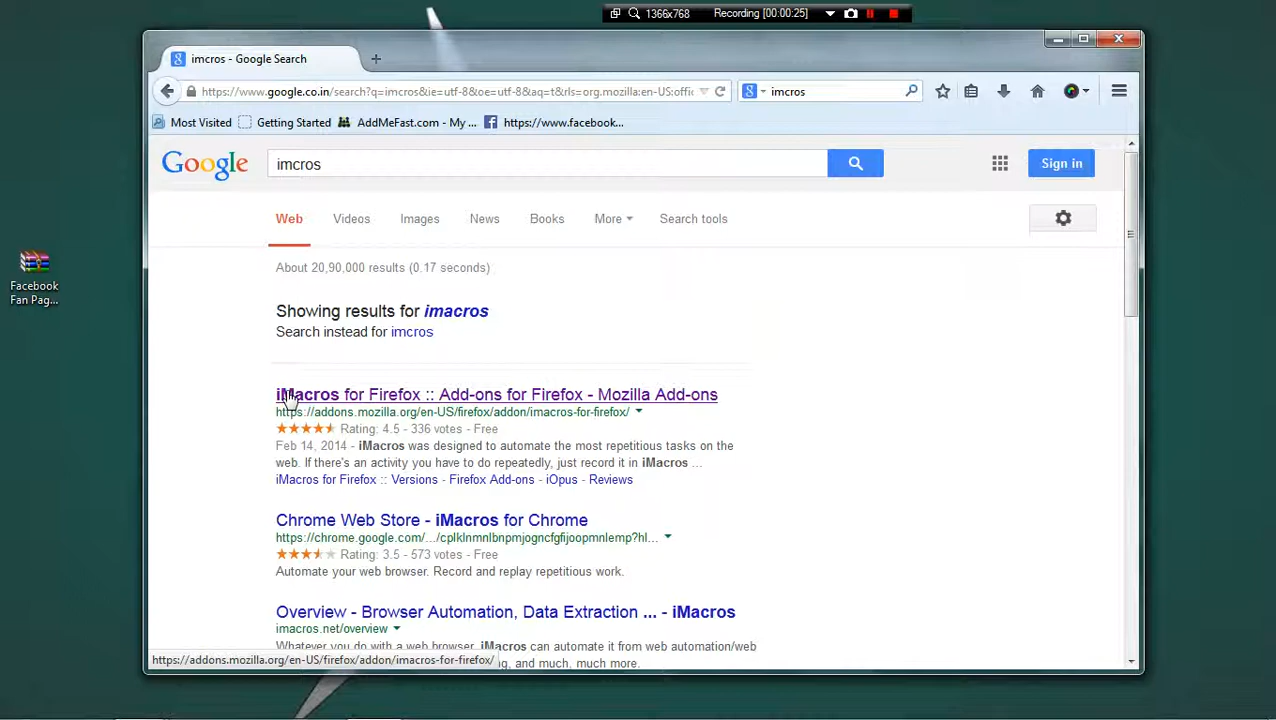 1366x768 Recording [00:00:25]
imcros - Google Search
https://www.google.co.in/search?q=imcros&ie=utf-8&oe=utf-8&aq=t&rls=org.mozilla:en-US:offic
imcros
Most Visited Getting Started AddMeFast.com - My ... https://www.facebook...
Google imcros Sign in
Web Videos Images News Books More Search tools
About 20,90,000 results (0.17 seconds)
Showing results for imacros
Search instead for imcros
iMacros for Firefox :: Add-ons for Firefox - Mozilla Add-ons
https://addons.mozilla.org/en-US/firefox/addon/imacros-for-firefox/
Rating: 4.5 - 336 votes - Free
Feb 14, 2014 - iMacros was designed to automate the most repetitive tasks on the
web. If there's an activity you have to do repeatedly, just record it in iMacros ...
iMacros for Firefox :: Versions - Firefox Add-ons - iOpus - Reviews
Chrome Web Store - iMacros for Chrome
https://chrome.google.com/.../cplklnmnlbnpmjogncfgfijoopmnlemp?hl...
Rating: 3.5 - 573 votes - Free
Automate your web browser. Record and replay repetitious work.
Overview - Browser Automation, Data Extraction ... - iMacros
imacros.net/overview
Whatever you do with a web browser, iMacros can automate it from web automation/web
ng, and much, much more.
https://addons.mozilla.org/en-US/firefox/addon/imacros-for-firefox/
Facebook
Fan Pag...